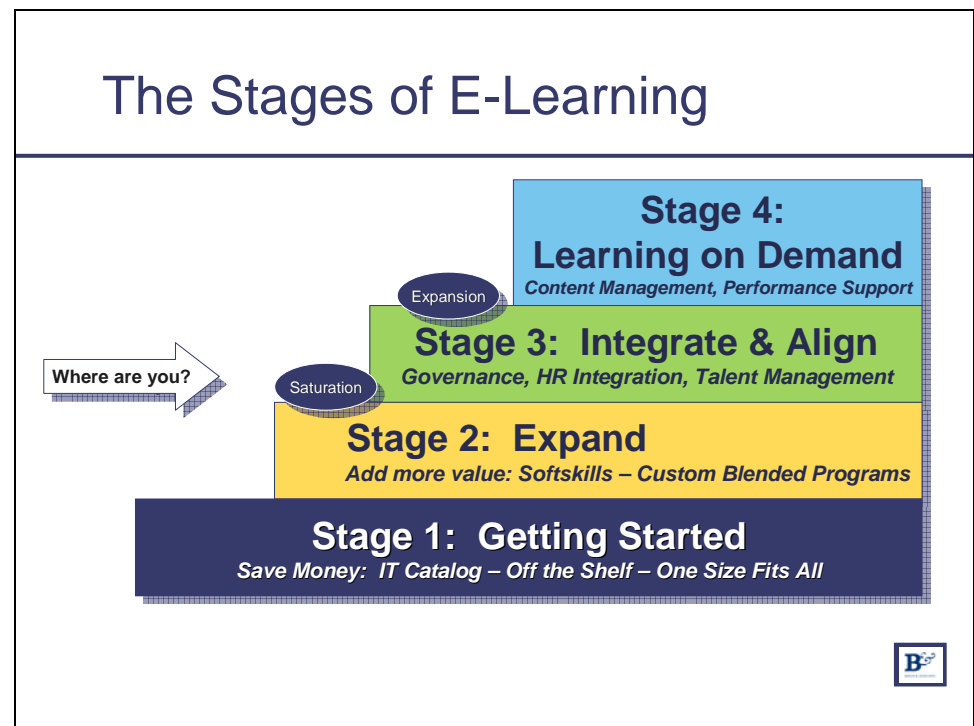 The Stages of E-Learning
Stage 4:
Learning on Demand
Content Management, Performance Support
Expansion
Stage 3: Integrate & Align
Governance, HR Integration, Talent Management
Where are you?
Saturation
Stage 2: Expand
Add more value: Softskills – Custom Blended Programs
Stage 1: Getting Started
Save Money: IT Catalog – Off the Shelf – One Size Fits All
B&